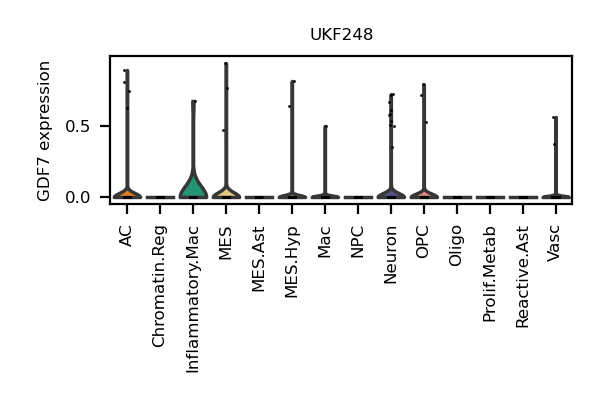 UKF248
GDF7 expression
0.5
0.0
AC
Chromatin.Reg
Inflammatory.Mac
MES
MES.Ast
MES.Hyp
Mac
NPC
Neuron
OPC
Oligo
Prolif.Metab
Reactive.Ast
Vasc